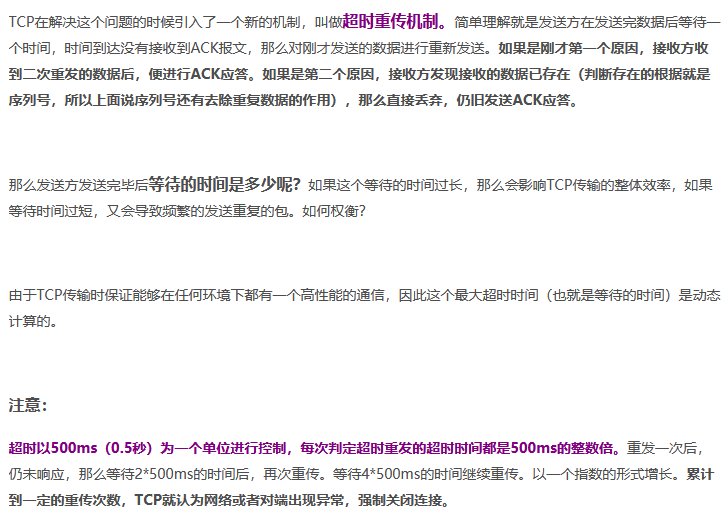 TCP在解决这个问题的时候引入了一个新的机制，叫做超时重传机制。简单理解就是发送方在发送完数据后等待一
个时间，时间到达没有接收到ACK报文，那么对刚才发送的数据进行重新发送。如果是刚才第一个原因，接收方收
到二次重发的数据后，便进行ACK应答。如果是第二个原因，接收方发现接收的数据已存在（判断存在的根据就是
序列号，所以上面说序列号还有去除重复数据的作用），那么直接丢弃，仍旧发送ACK应答。
那么发送方发送完毕后等待的时间是多少呢？如果这个等待的时间过长，那么会影响TCP传输的整体效率，如果
等待时间过短，又会导致频繁的发送重复的包。如何权衡？
由于TCP传输时保证能够在任何环境下都有一个高性能的通信，因此这个最大超时时间（也就是等待的时间）是动态
计算的。
注意：
超时以500ms（0.5秒）为一个单位进行控制，每次判定超时重发的超时时间都是500ms的整数倍。重发一次后，
仍未响应，那么等待2*500ms的时间后，再次重传。等待4*500ms的时间继续重传。以一个指数的形式增长。累计
到一定的重传次数，TCP就认为网络或者对端出现异常，强制关闭连接。